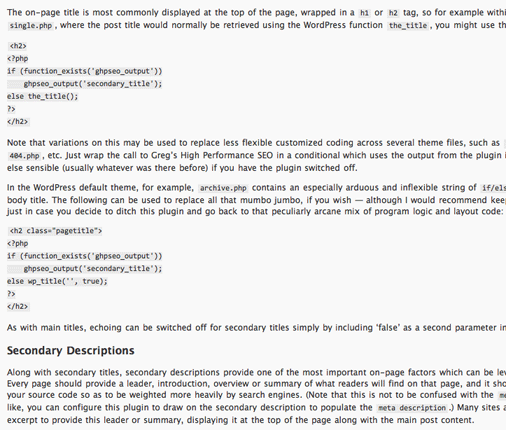 The on-page title is most commonly displayed at the top of the page, wrapped in a h1 or h2 tag, so for example withi
single.php, where the post title would normally be retrieved using the WordPress function the_title, you might use th
<h2>
<?php
if (function_exists('ghpseo_output'))
ghpseo_output('secondary_title');
else the_title();
?>
</h2>
Note that variations on this may be used to replace less flexible customized coding across several theme files, such as
404.php, etc. Just wrap the call to Greg's High Performance SEO in a conditional which uses the output from the plugin i
else sensible (usually whatever was there before) if you have the plugin switched off.
In the WordPress default theme, for example, archive.php contains an especially arduous and inflexible string of if/els
body title. The following can be used to replace all that mumbo jumbo, if you wish — although I would recommend kee
just in case you decide to ditch this plugin and go back to that peculiarly arcane mix of program logic and layout code:
<h2 class="pagetitle">
<?php
if (function_exists('ghpseo_output'))
ghpseo_output('secondary_title');
else wp_title('', true);
?>
</h2>
As with main titles, echoing can be switched off for secondary titles simply by including 'false' as a second parameter in
Secondary Descriptions
Along with secondary titles, secondary descriptions provide one of the most important on-page factors which can be lev
Every page should provide a leader, introduction, overview or summary of what readers will find on that page, and it sho
your source code so as to be weighted more heavily by search engines. (Note that this is not to be confused with the me
like, you can configure this plugin to draw on the secondary description to populate the meta description.) Many sites a
excerpt to provide this leader or summary, displaying it at the top of the page along with the main post content.